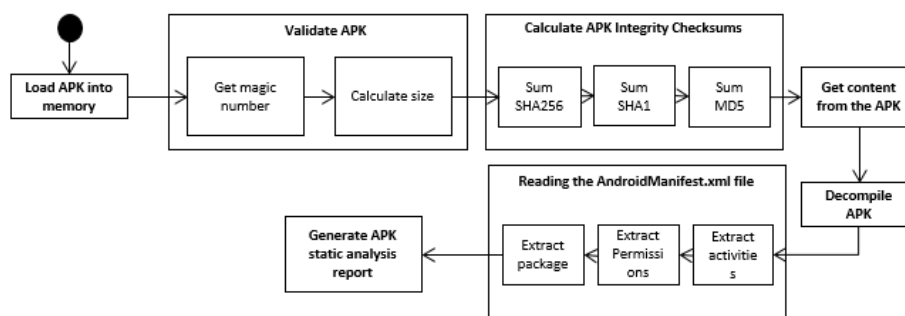 Validate APK
Calculate APK Integrity Checksums
Load APK into
memory
Get magic
number
Calculate size
Sum
SHA256
Sum
SHA1
Sum
MD5
Get content
from the APK
Decompile
APK
Reading the AndroidManifest.xml file
Extract
activitie
s
Extract
Permissi
ons
Extract
package
Generate APK
static analysis
report